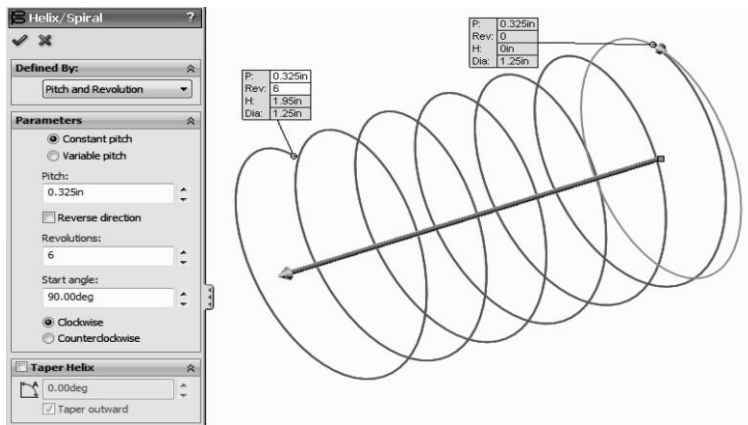 Helix/Spiral ?
Defined By:
Pitch and Revolution
Parameters
Constant pitch
Variable pitch
Pitch:
0.325in
Reverse direction
Revolutions:
6
Start angle:
90.00deg
Clockwise
Counterclockwise
Taper Helix
0.00deg
Taper outward
P: 0.325in
Rev: 6
H: 1.95in
Dia: 1.25in
P: 0.325in
Rev: 0
H: 0in
Dia: 1.25in